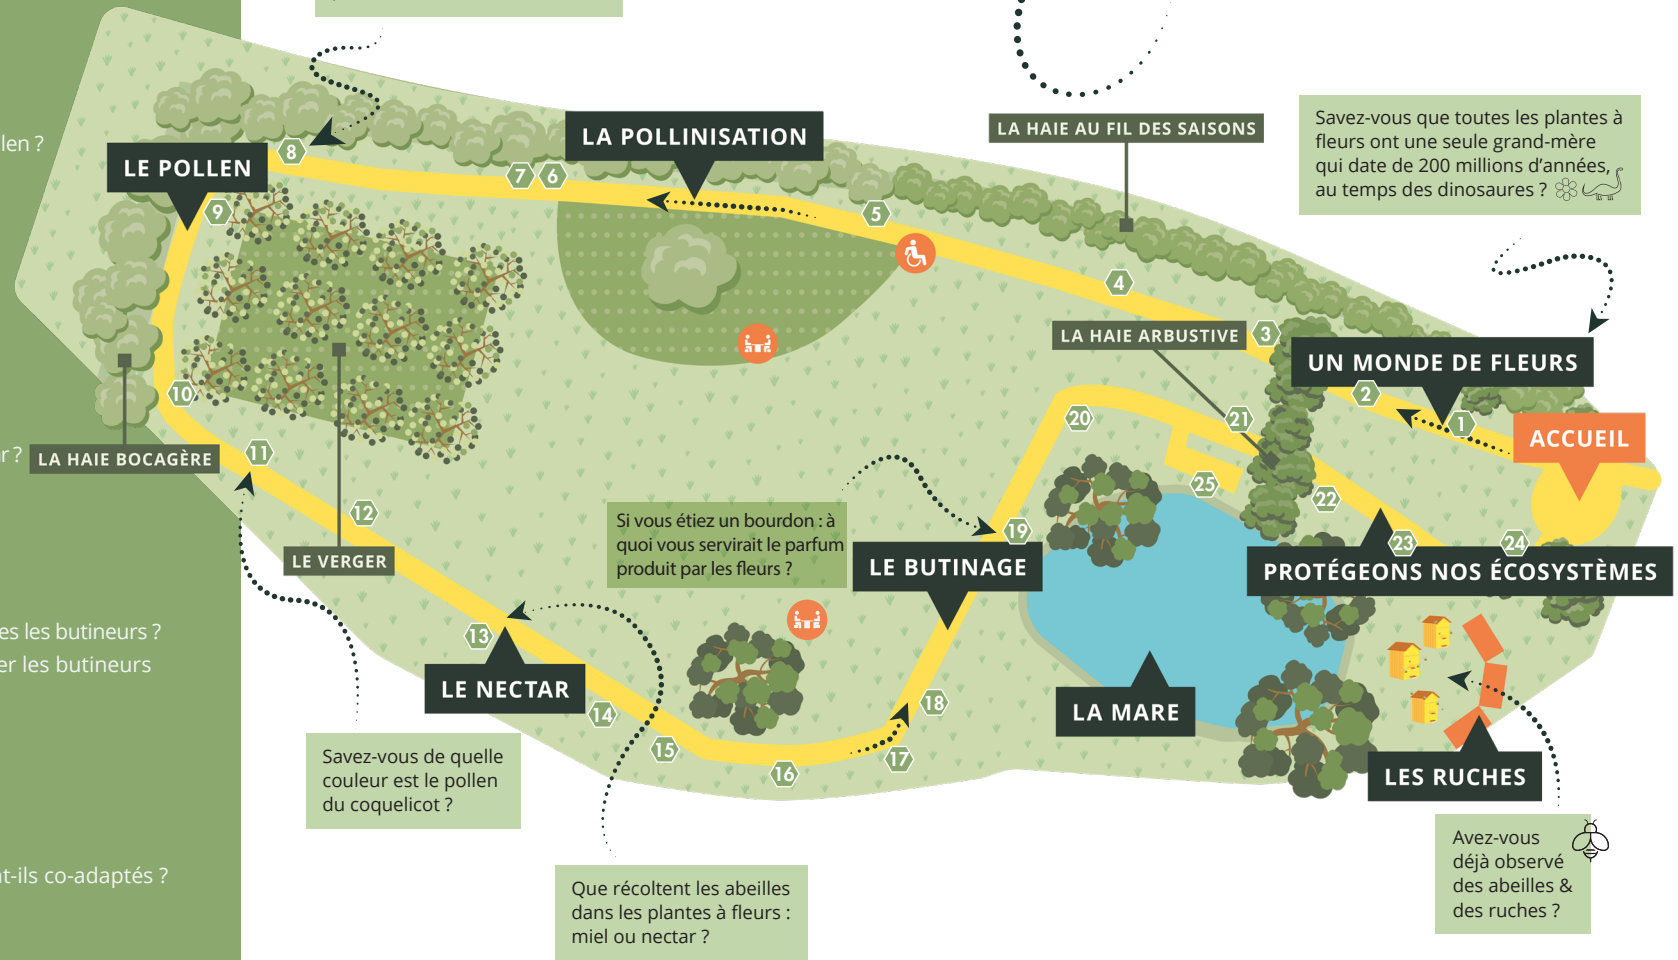 len ?
r ?
es les butineurs ?
er les butineurs
t-ils co-adaptés ?
LE POLLEN
8
7
6
LA POLLINISATION
5
LA HAIE AU FIL DES SAISONS
Savez-vous que toutes les plantes à
fleurs ont une seule grand-mère
qui date de 200 millions d'années,
au temps des dinosaures ?
9
4
LA HAIE ARBUSTIVE
3
UN MONDE DE FLEURS
2
1
ACCUEIL
10
LA HAIE BOCAGÈRE
11
12
LE VERGER
20
21
25
22
23
24
19
Si vous étiez un bourdon : à
quoi vous servirait le parfum
produit par les fleurs ?
LE BUTINAGE
PROTÉGEONS NOS ÉCOSYSTÈMES
13
LE NECTAR
14
15
16
17
18
LA MARE
LES RUCHES
Savez-vous de quelle
couleur est le pollen
du coquelicot ?
Que récoltent les abeilles
dans les plantes à fleurs :
miel ou nectar ?
Avez-vous
déjà observé
des abeilles &
des ruches ?